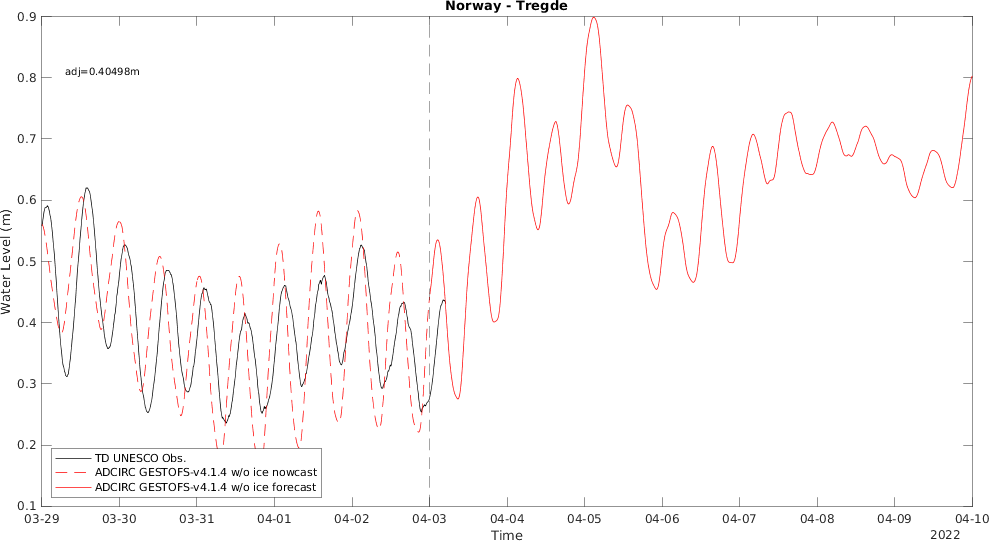 Norway - Tregde
0.9
0.8
0.7
0.6
0.5
0.4
0.3
0.2
0.1
adj=0.40498m
Water Level (m)
TD UNESCO Obs.
ADCIRC GESTOFS-v4.1.4 w/o ice nowcast
ADCIRC GESTOFS-v4.1.4 w/o ice forecast
03-29 03-30 03-31 04-01 04-02 04-03 04-04 04-05 04-06 04-07 04-08 04-09 04-10
Time
2022